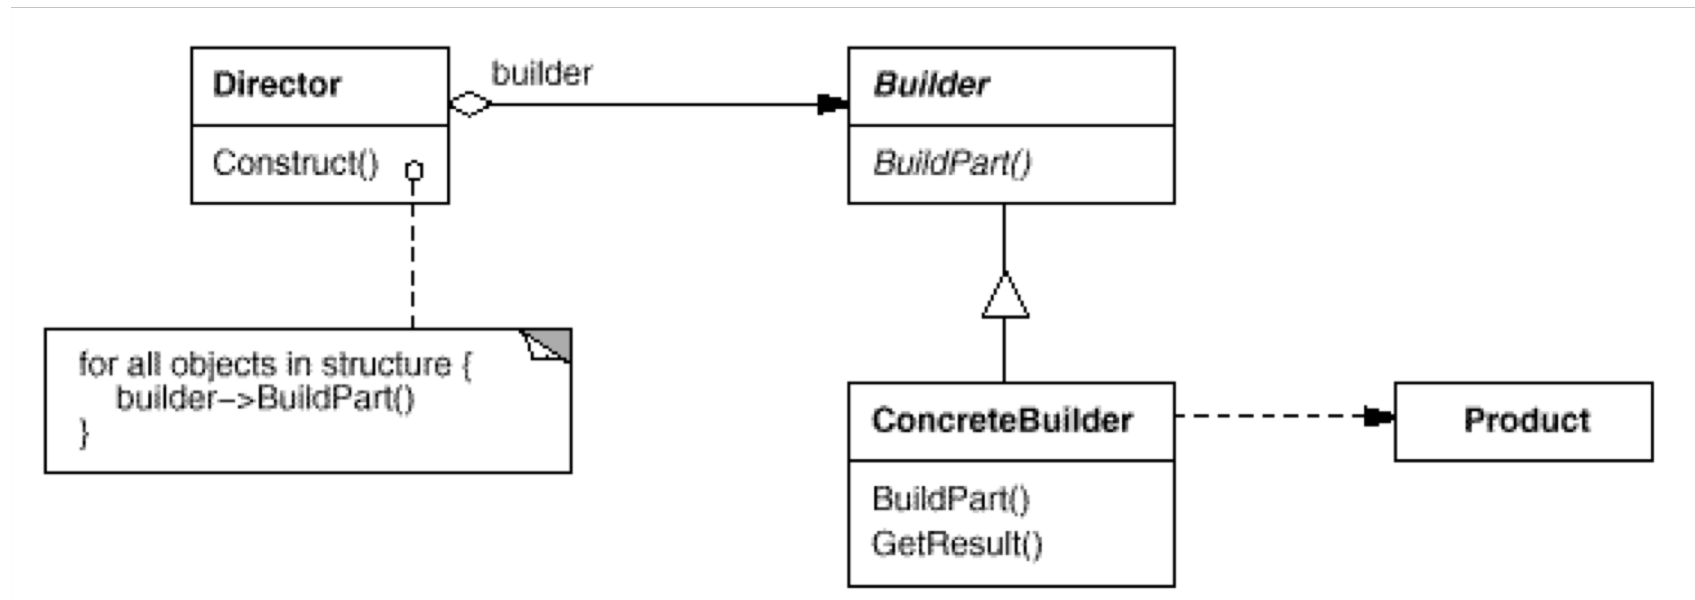 Director
Construct()
builder
Builder
BuildPart()
for all objects in structure {
builder–>BuildPart()
}
ConcreteBuilder
BuildPart()
GetResult()
Product